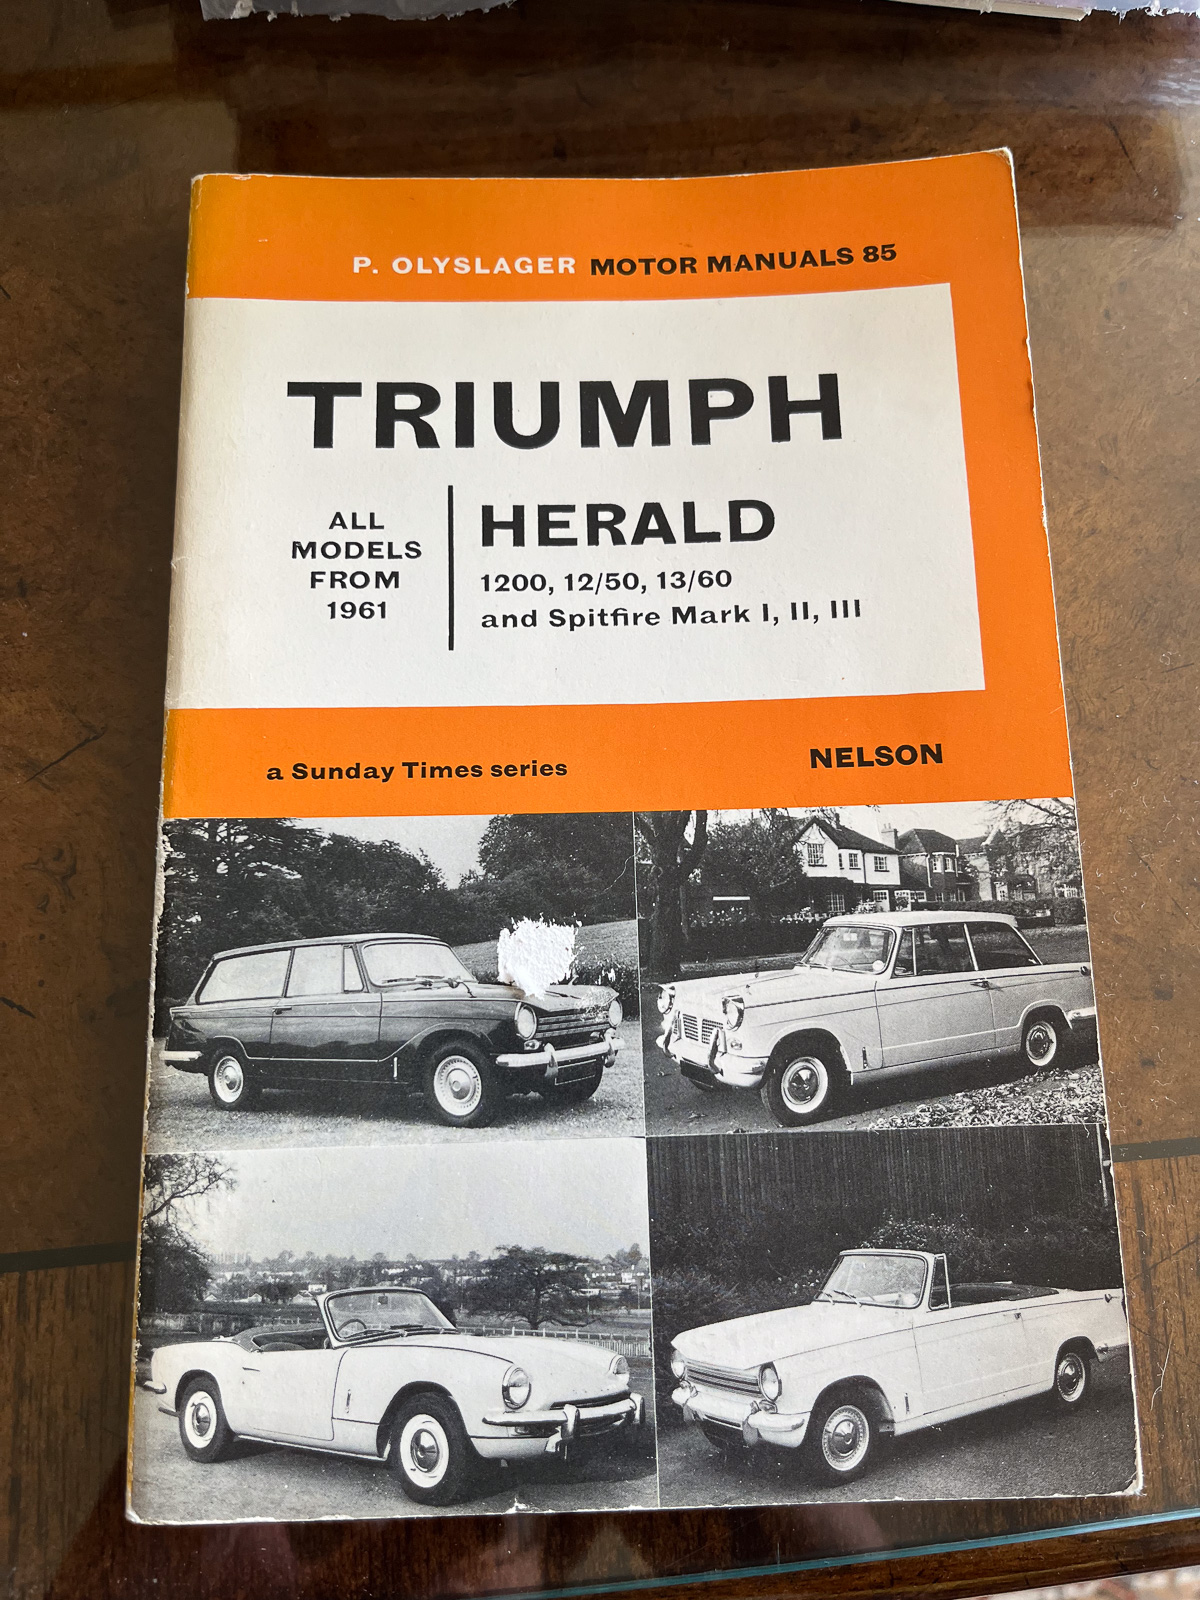 P. OLYSLAGER MOTOR MANUALS 85
TRIUMPH
ALL
MODELS
FROM
1961
HERALD
1200, 12/50, 13/60
and Spitfire Mark I, II, III
a Sunday Times series
NELSON